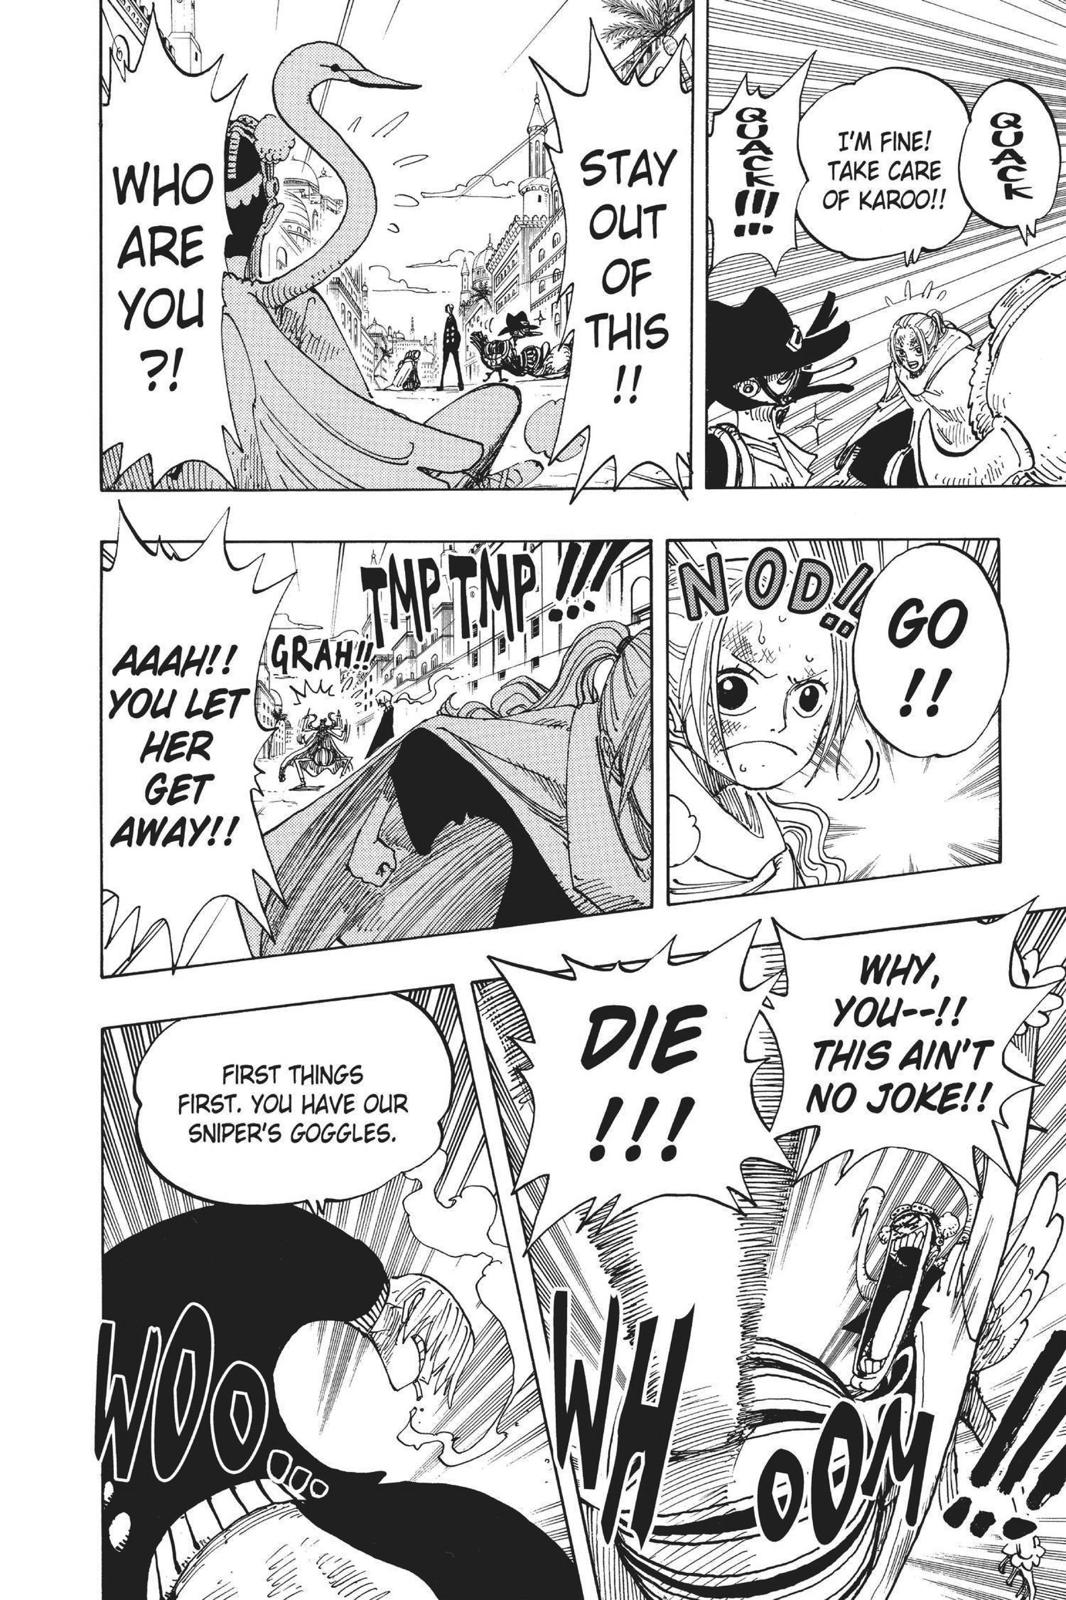 QUACK
I'M FINE!
TAKE CARE
OF KAROO!!
QUACK!!!
STAY
OUT
OF
THIS
!!
WHO
ARE
YOU
?!
GO
!!
NOD!!
TMP TMP!!!
GRAH!!
AAAH!!
YOU LET
HER
GET
AWAY!!
WHY,
YOU--!!
THIS AIN'T
NO JOKE!!
DIE
!!!
WHOOM!!!
FIRST THINGS
FIRST. YOU HAVE OUR
SNIPER'S GOGGLES.
WOO...